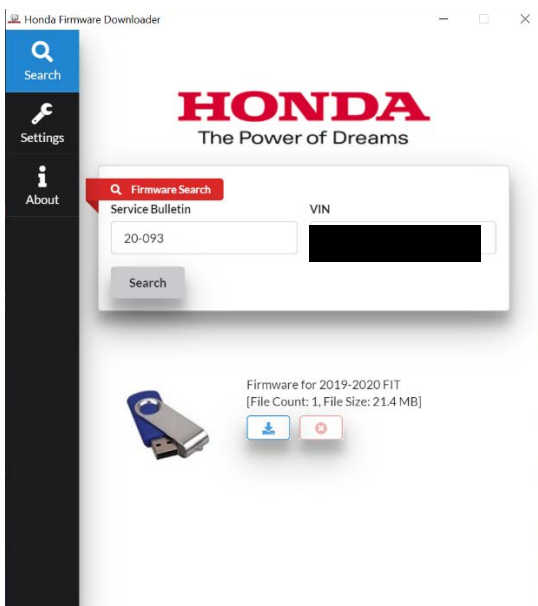 Honda Firmware Downloader
Search
Settings
About
HONDA
The Power of Dreams
Firmware Search
Service Bulletin
VIN
20-093
Search
Firmware for 2019-2020 FIT
[File Count: 1, File Size: 21.4 MB]